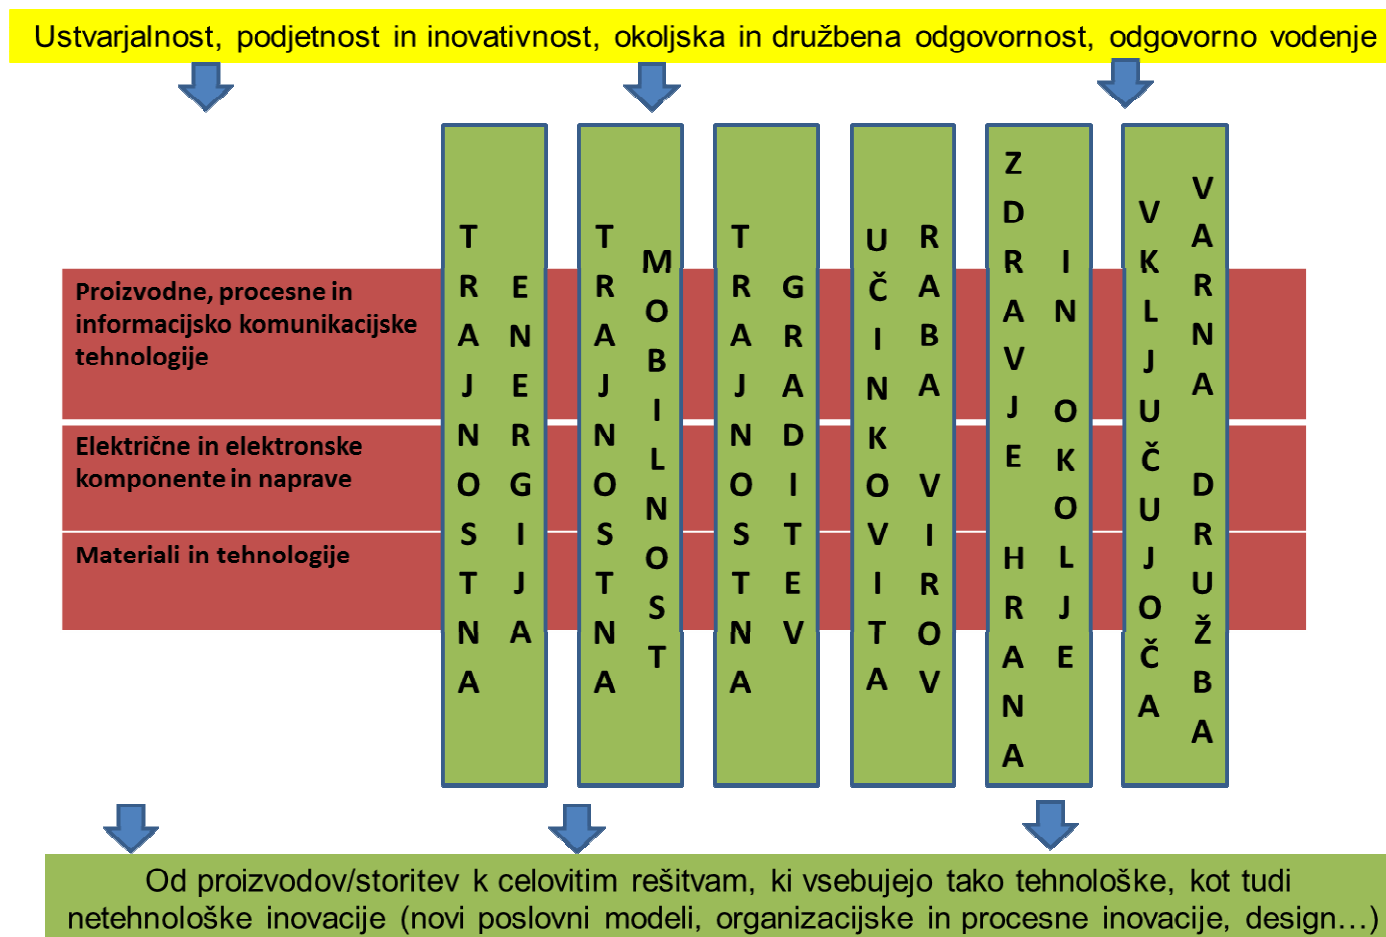 Ustvarjalnost, podjetnost in inovativnost, okoljska in družbena odgovornost, odgovorno vodenje
Proizvodne, procesne in
informacijsko komunikacijske
tehnologije
Električne in elektronske
komponente in naprave
Materiali in tehnologije
TRAJNOSTNA
ENERGIJA
TRAJNOSTNA
MOBILNOST
TRAJNOSTNA
GRADITEV
UČINKOVITA
RABA VIROV
ZDRAVJE HRANA
IN OKOLJE
VKLJUČUJOČA
VARNA DRUŽBA
Od proizvodov/storitev k celovitim rešitvam, ki vsebujejo tako tehnološke, kot tudi
netehnološke inovacije (novi poslovni modeli, organizacijske in procesne inovacije, design…)